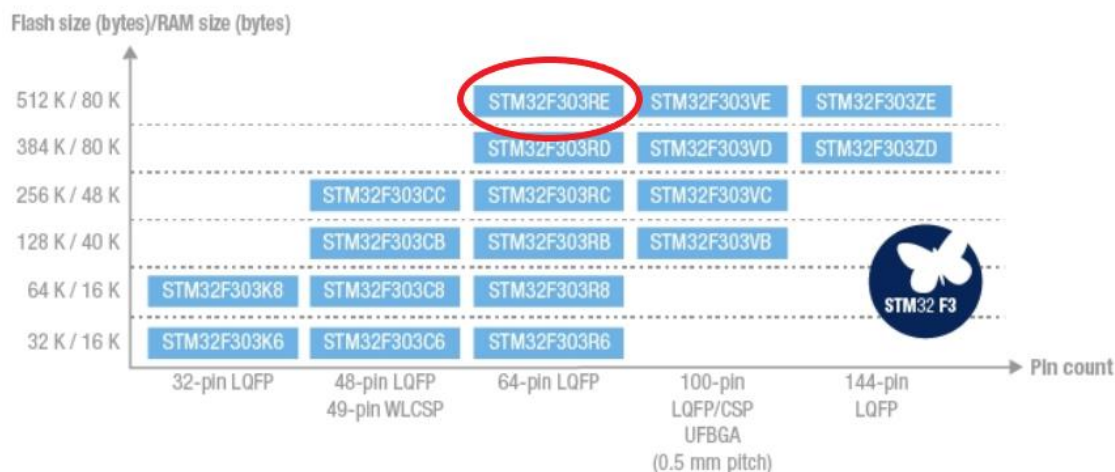 Flash size (bytes)/RAM size (bytes)
512 K / 80 K STM32F303RE STM32F303VE STM32F303ZE
384 K / 80 K STM32F303RD STM32F303VD STM32F303ZD
256 K / 48 K STM32F303CC STM32F303RC STM32F303VC
128 K / 40 K STM32F303CB STM32F303RB STM32F303VB
64 K / 16 K STM32F303K8 STM32F303C8 STM32F303R8
STM32 F3
32 K / 16 K STM32F303K6 STM32F303C6 STM32F303R6
Pin count
32-pin LQFP 48-pin LQFP 64-pin LQFP 100-pin 144-pin
49-pin WLCSP LQFP/CSP LQFP
UFBGA
(0.5 mm pitch)